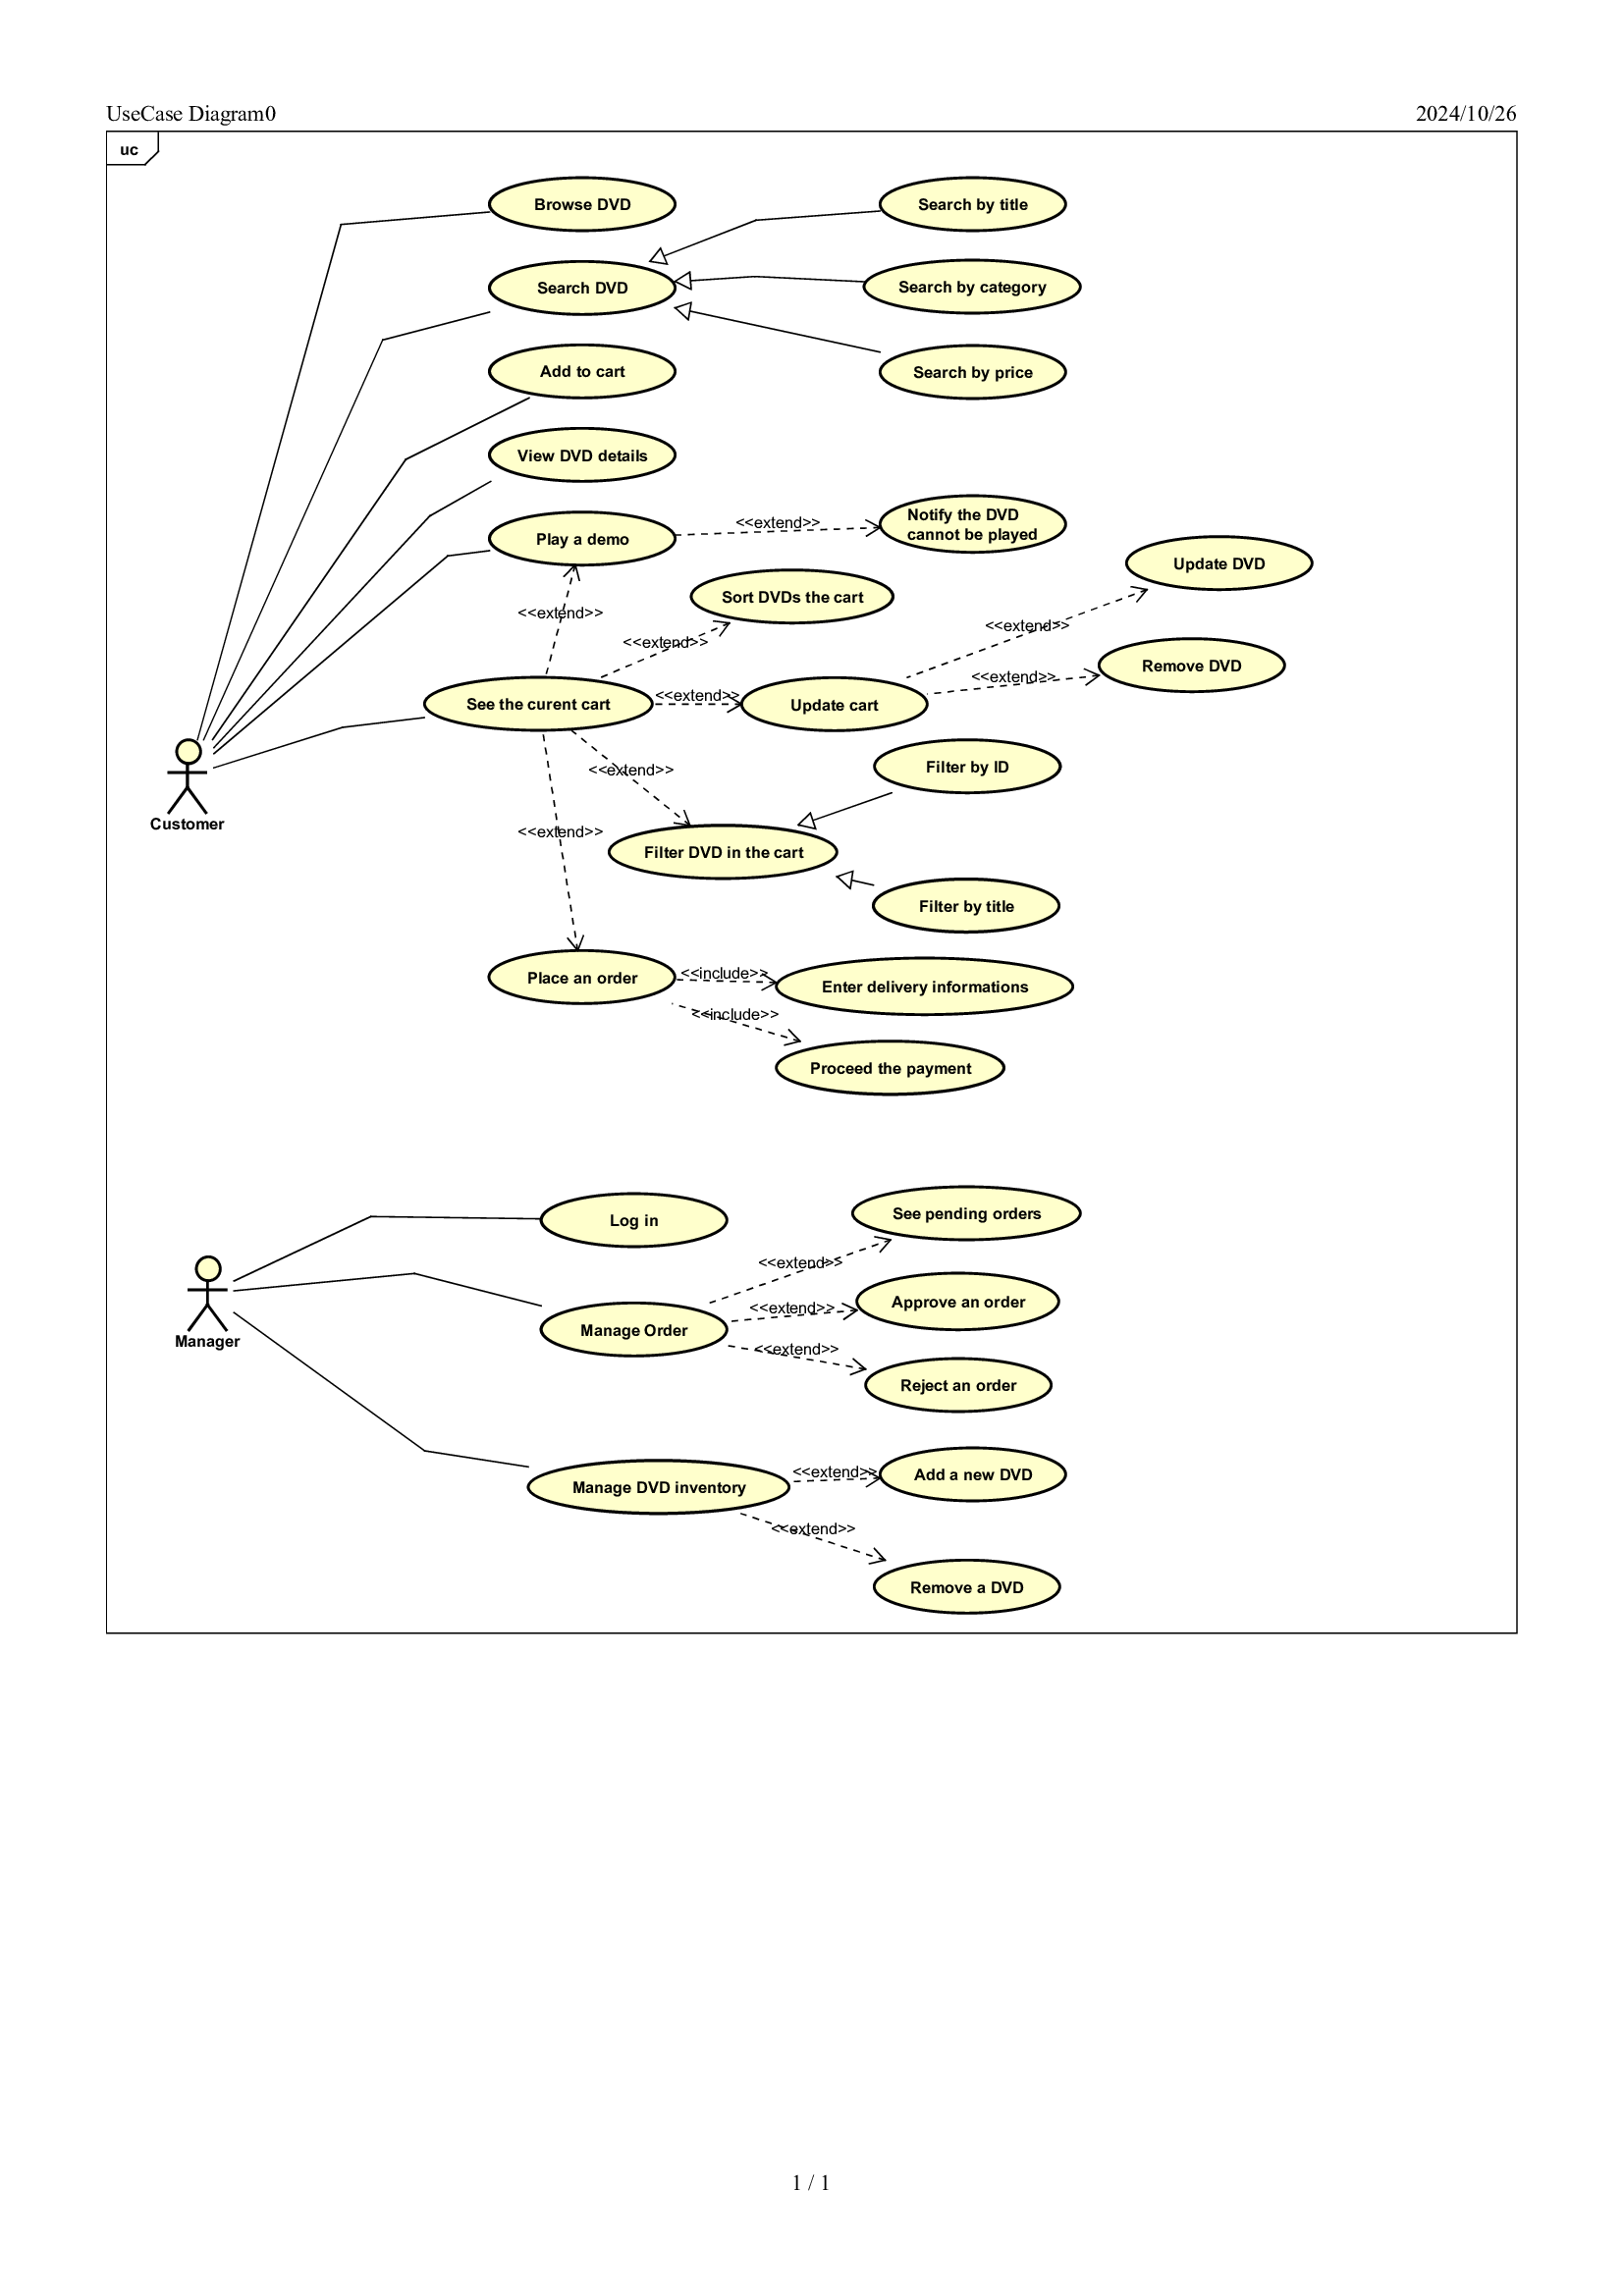 UseCase Diagram0
2024/10/26
uc
Browse DVD
Search by title
Search DVD
Search by category
Add to cart
Search by price
View DVD details
Play a demo
<<extend>>
Notify the DVD
cannot be played
Update DVD
Sort DVDs the cart
<<extend>>
<<extend>>
<<extend>>
Remove DVD
<<extend>>
See the curent cart
<<extend>>
Update cart
Customer
<<extend>>
Filter by ID
<<extend>>
Filter DVD in the cart
Filter by title
Place an order
<<include>>
Enter delivery informations
<<include>>
Proceed the payment
Log in
See pending orders
<<extend>>
Manager
Manage Order
<<extend>>
Approve an order
<<extend>>
Reject an order
Manage DVD inventory
<<extend>>
Add a new DVD
<<extend>>
Remove a DVD
1 / 1